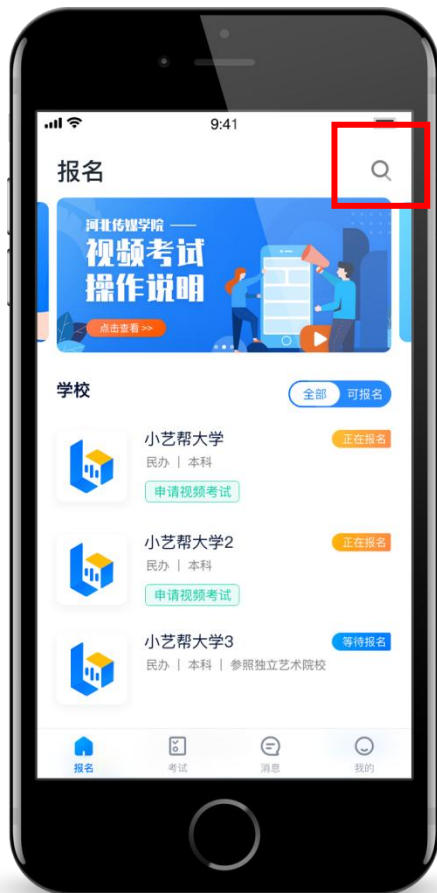 9:41
报名
河北传媒学院 ——
视频考试
操作说明
点击查看 >>
学校
全部 可报名
小艺帮大学
正在报名
民办 | 本科
申请视频考试
小艺帮大学2
正在报名
民办 | 本科
申请视频考试
小艺帮大学3
等待报名
民办 | 本科 | 参照独立艺术院校
报名 考试 消息 我的